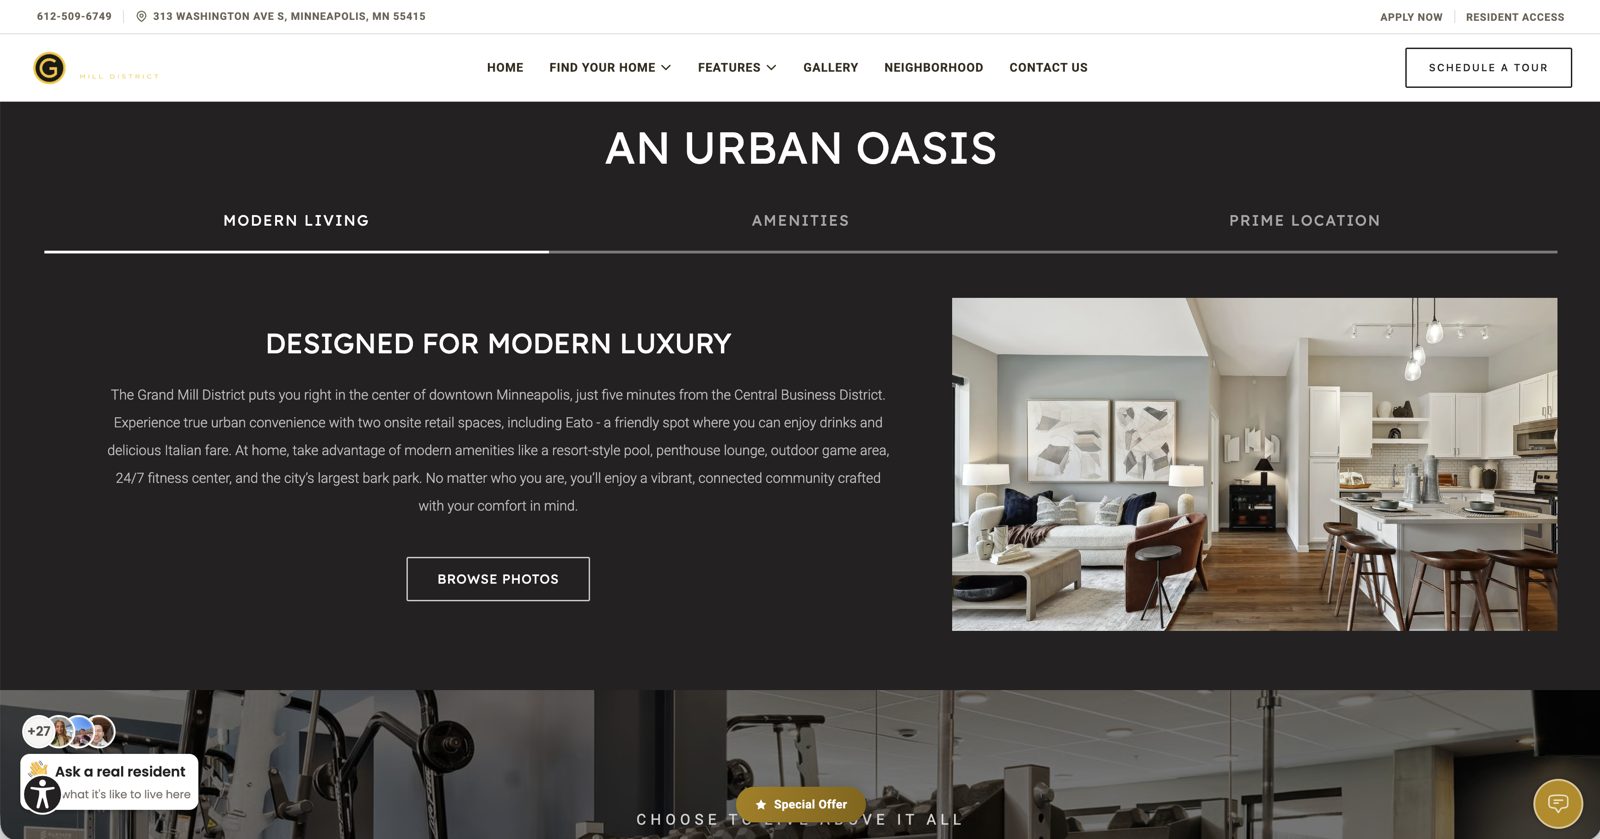 612-509-6749
313 WASHINGTON AVE S, MINNEAPOLIS, MN 55415
APPLY NOW
RESIDENT ACCESS
G
MILL DISTRICT
HOME
FIND YOUR HOME
FEATURES
GALLERY
NEIGHBORHOOD
CONTACT US
SCHEDULE A TOUR
AN URBAN OASIS
MODERN LIVING
AMENITIES
PRIME LOCATION
DESIGNED FOR MODERN LUXURY
The Grand Mill District puts you right in the center of downtown Minneapolis, just five minutes from the Central Business District.
Experience true urban convenience with two onsite retail spaces, including Eato - a friendly spot where you can enjoy drinks and
delicious Italian fare. At home, take advantage of modern amenities like a resort-style pool, penthouse lounge, outdoor game area,
24/7 fitness center, and the city's largest bark park. No matter who you are, you'll enjoy a vibrant, connected community crafted
with your comfort in mind.
BROWSE PHOTOS
+27
👋 Ask a real resident
what it's like to live here
Special Offer
CHOOSE TO LIVE ABOVE IT ALL